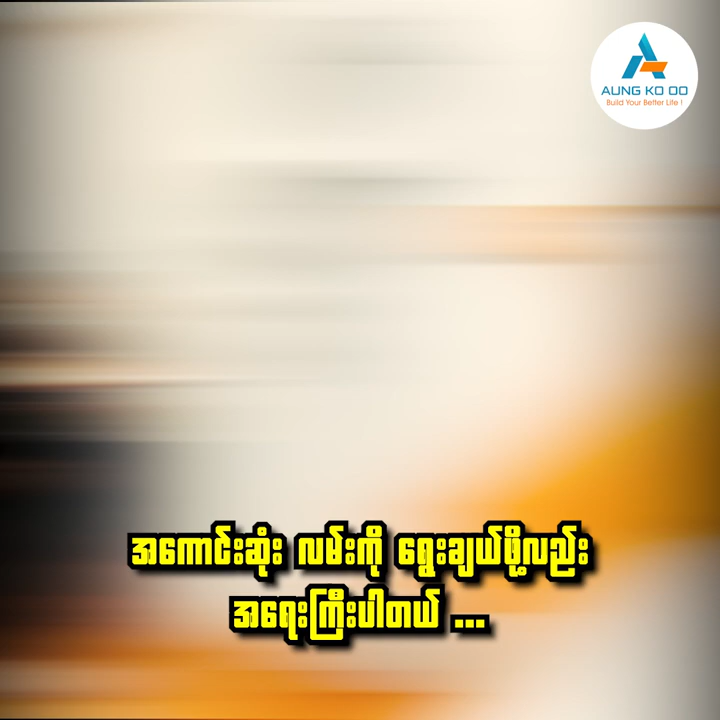 AUNG KO OO
Build Your Better Life !
အကောင်းဆုံး လမ်းကို ရွေးချယ်ဖို့လည်း
အရေးကြီးပါတယ် ...